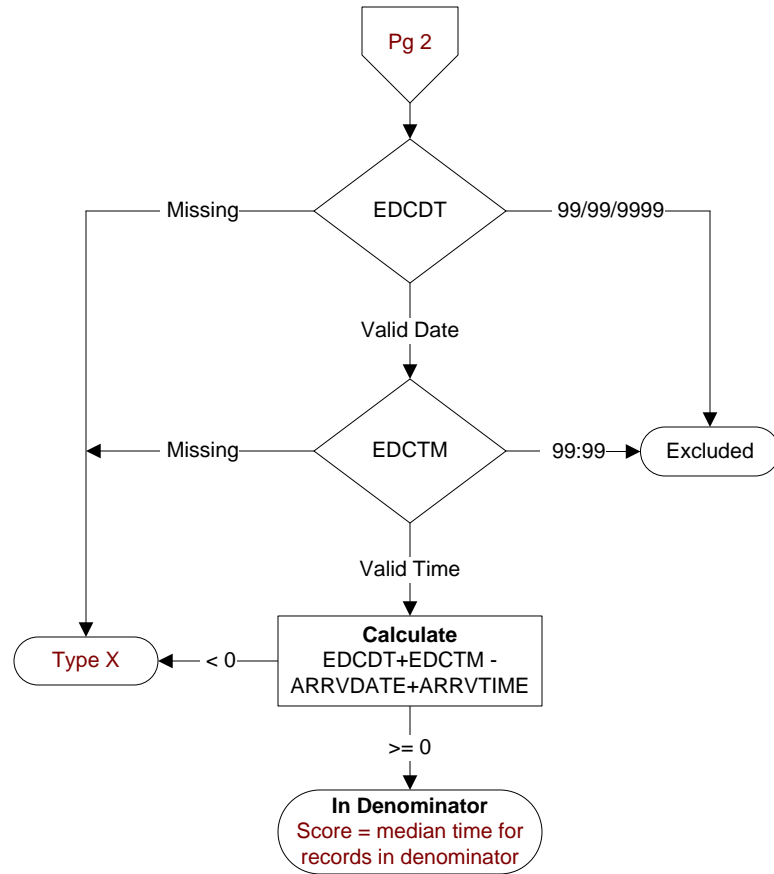 Pg 2
Missing
EDCDT
99/99/9999
Valid Date
Missing
EDCTM
99:99
Excluded
Valid Time
Calculate
EDCDT+EDCTM -
ARRVDATE+ARRVTIME
Type X
< 0
>= 0
In Denominator
Score = median time for
records in denominator